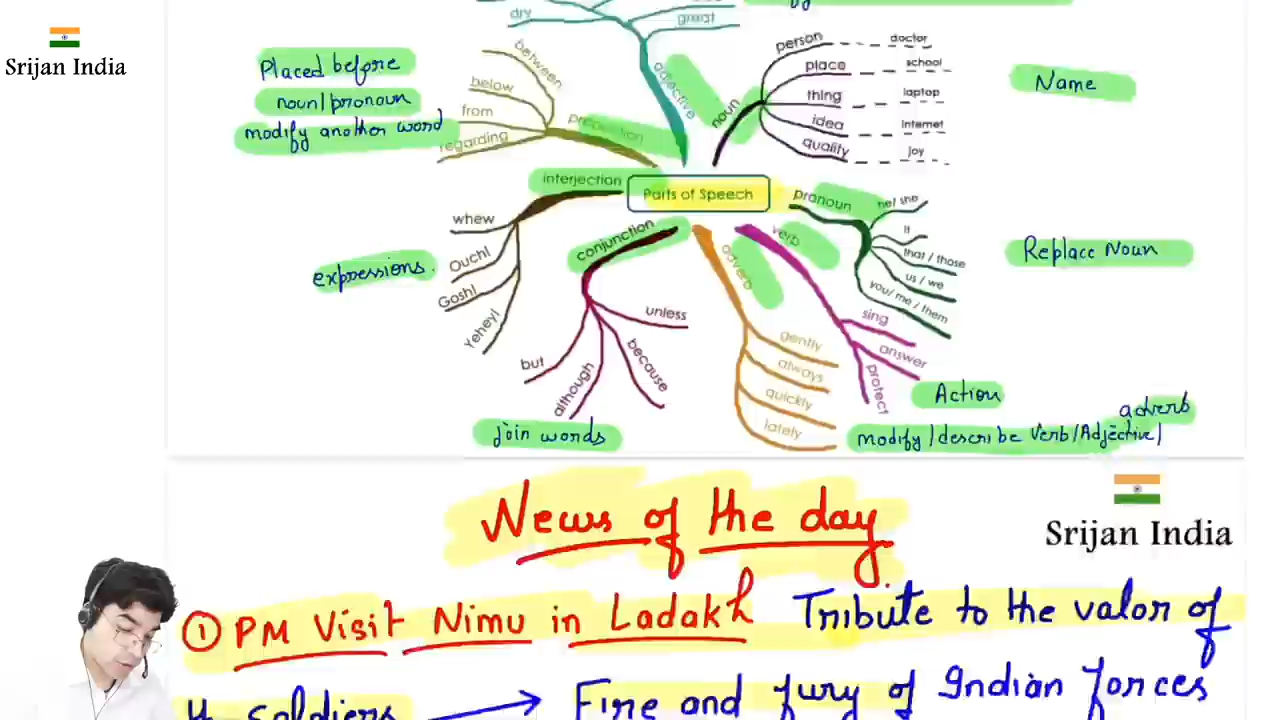 dry
great
Srijan India
Placed before
noun/pronoun
modify another word
between
below
from
regarding
preposition
adjective
noun
person
doctor
place
school
thing
laptop
idea
internet
quality
joy
Name
interjection
whew
Ouch!
Gosh!
Yehey!
expressions.
Parts of Speech
pronoun
he/ she
it
that / those
us / we
you/ me / them
Replace Noun
conjunction
but
although
because
unless
join words
adverb
gently
always
quickly
lately
verb
sing
answer
protect
Action
adverb
modify/describe Verb/Adjective/
News of the day
Srijan India
① PM Visit Nimu in Ladakh Tribute to the valor of
soldiers → Fire and fury of Indian forces